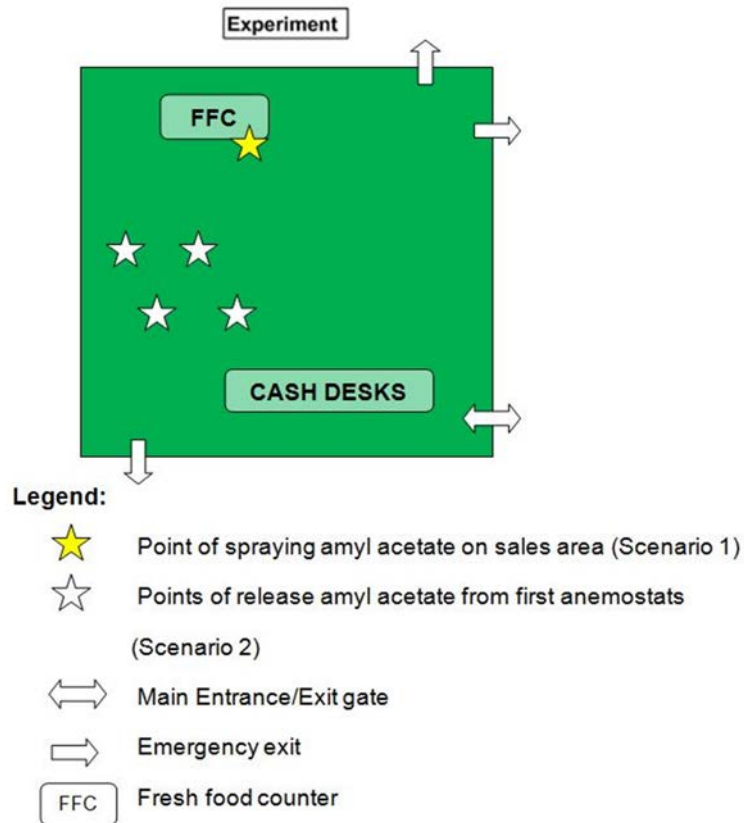 Experiment
FFC
CASH DESKS
Legend:
Point of spraying amyl acetate on sales area (Scenario 1)
Points of release amyl acetate from first anemostats
(Scenario 2)
Main Entrance/Exit gate
Emergency exit
FFC Fresh food counter